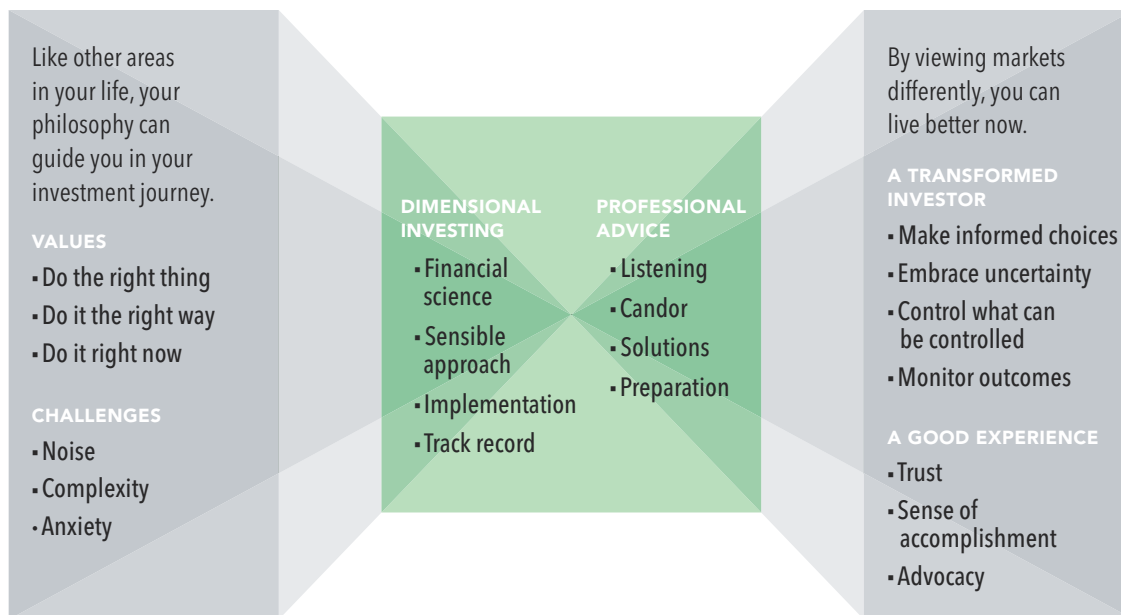 Like other areas
in your life, your
philosophy can
guide you in your
investment journey.
VALUES
▪ Do the right thing
▪ Do it the right way
▪ Do it right now
CHALLENGES
▪ Noise
▪ Complexity
• Anxiety
DIMENSIONAL
INVESTING
▪ Financial
science
▪ Sensible
approach
▪ Implementation
▪ Track record
PROFESSIONAL
ADVICE
▪ Listening
▪ Candor
▪ Solutions
▪ Preparation
By viewing markets
differently, you can
live better now.
A TRANSFORMED
INVESTOR
▪ Make informed choices
▪ Embrace uncertainty
▪ Control what can
be controlled
▪ Monitor outcomes
A GOOD EXPERIENCE
▪ Trust
▪ Sense of
accomplishment
▪ Advocacy